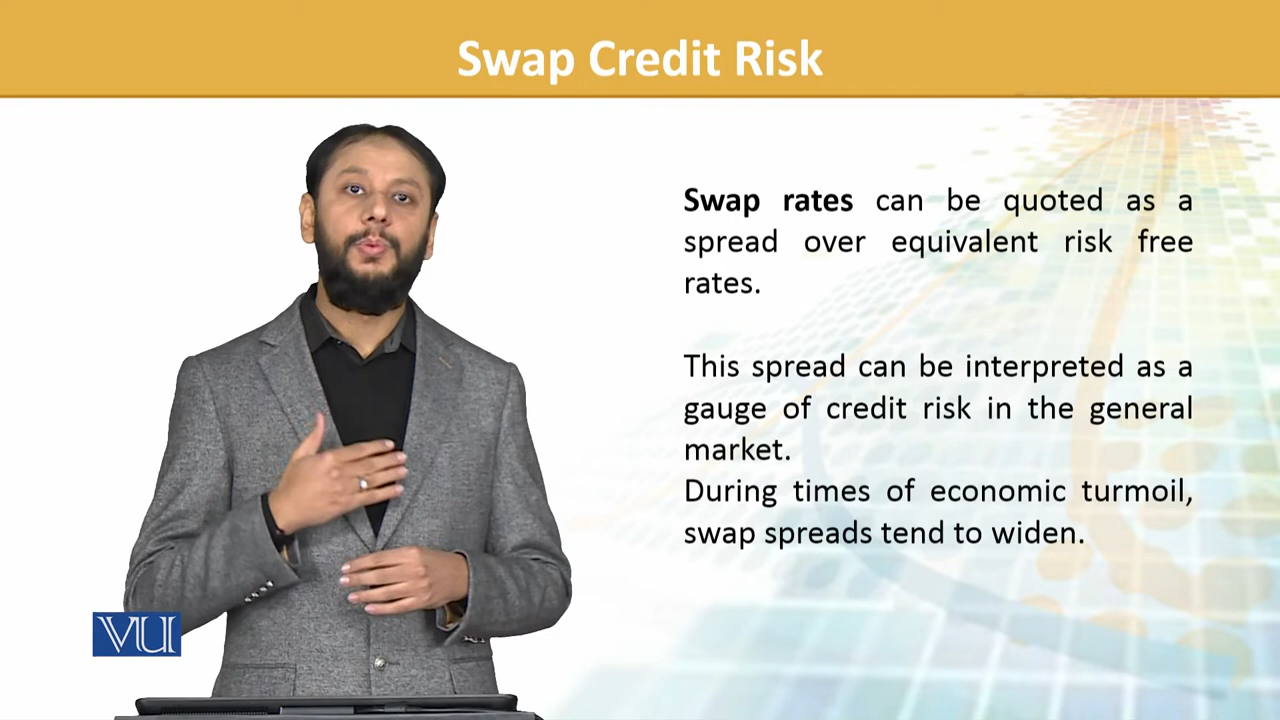 Swap Credit Risk
Swap rates can be quoted as a
spread over equivalent risk free
rates.
This spread can be interpreted as a
gauge of credit risk in the general
market.
During times of economic turmoil,
swap spreads tend to widen.
VU